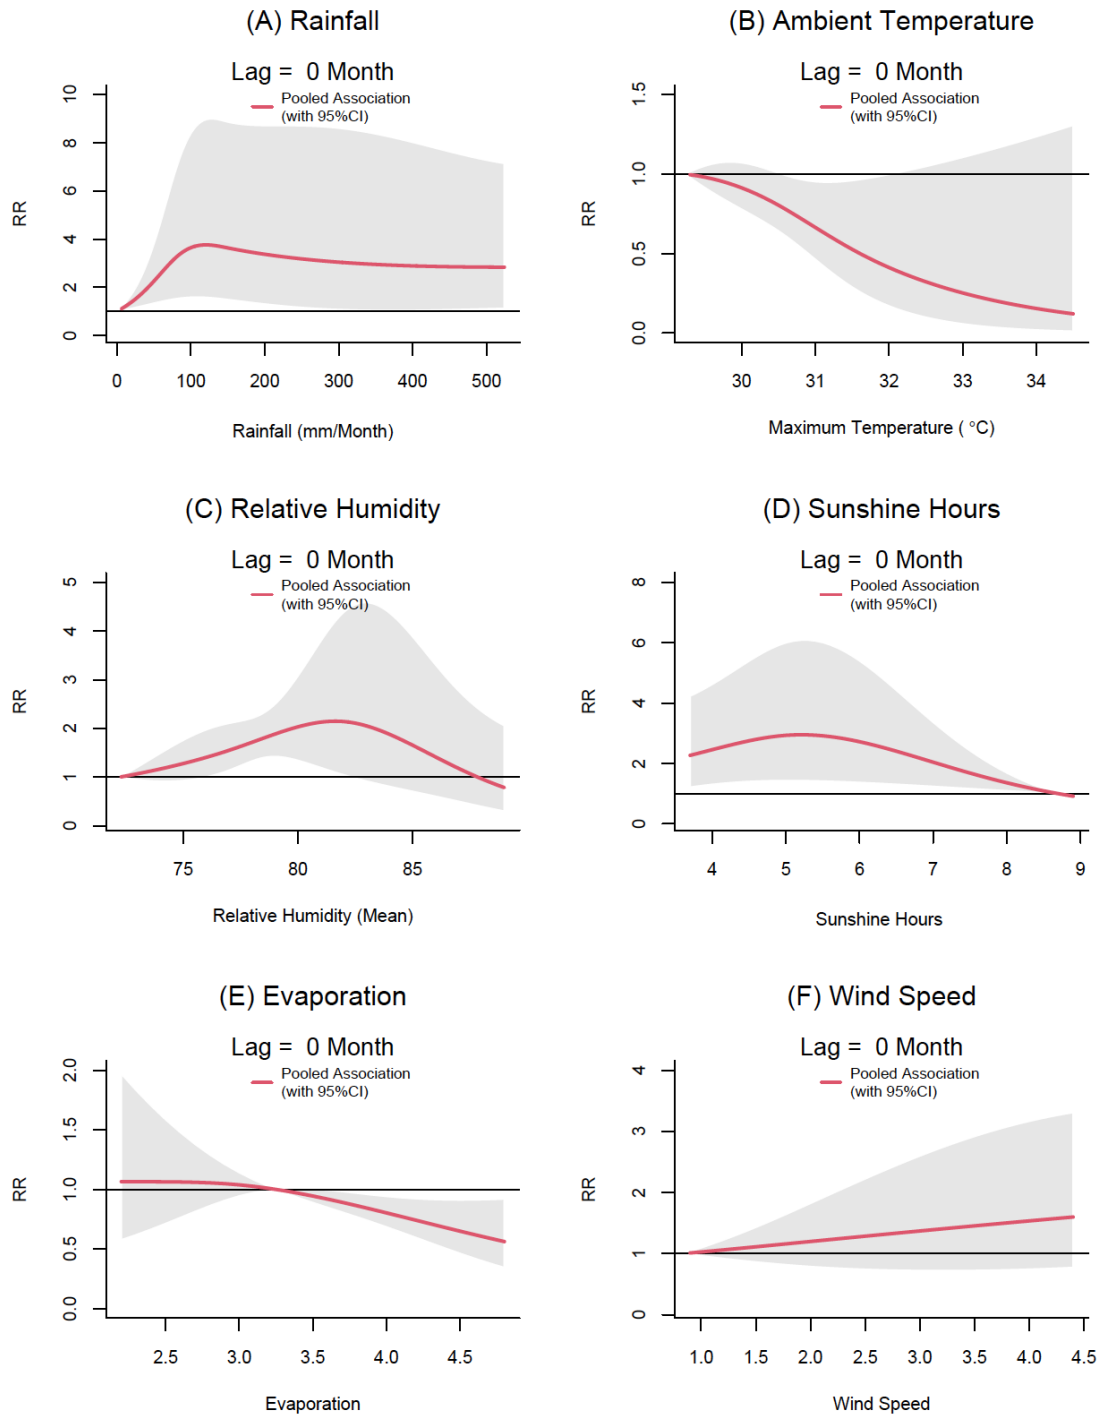 (A) Rainfall
Lag = 0 Month
Pooled Association
(with 95%CI)
RR
10
8
6
4
2
0
0 100 200 300 400 500
Rainfall (mm/Month)
(B) Ambient Temperature
Lag = 0 Month
Pooled Association
(with 95%CI)
RR
1.5
1.0
0.5
0.0
30 31 32 33 34
Maximum Temperature ( °C)
(C) Relative Humidity
Lag = 0 Month
Pooled Association
(with 95%CI)
RR
5
4
3
2
1
0
75 80 85
Relative Humidity (Mean)
(D) Sunshine Hours
Lag = 0 Month
Pooled Association
(with 95%CI)
RR
8
6
4
2
0
4 5 6 7 8 9
Sunshine Hours
(E) Evaporation
Lag = 0 Month
Pooled Association
(with 95%CI)
RR
2.0
1.5
1.0
0.5
0.0
2.5 3.0 3.5 4.0 4.5
Evaporation
(F) Wind Speed
Lag = 0 Month
Pooled Association
(with 95%CI)
RR
4
3
2
1
0
1.0 1.5 2.0 2.5 3.0 3.5 4.0 4.5
Wind Speed